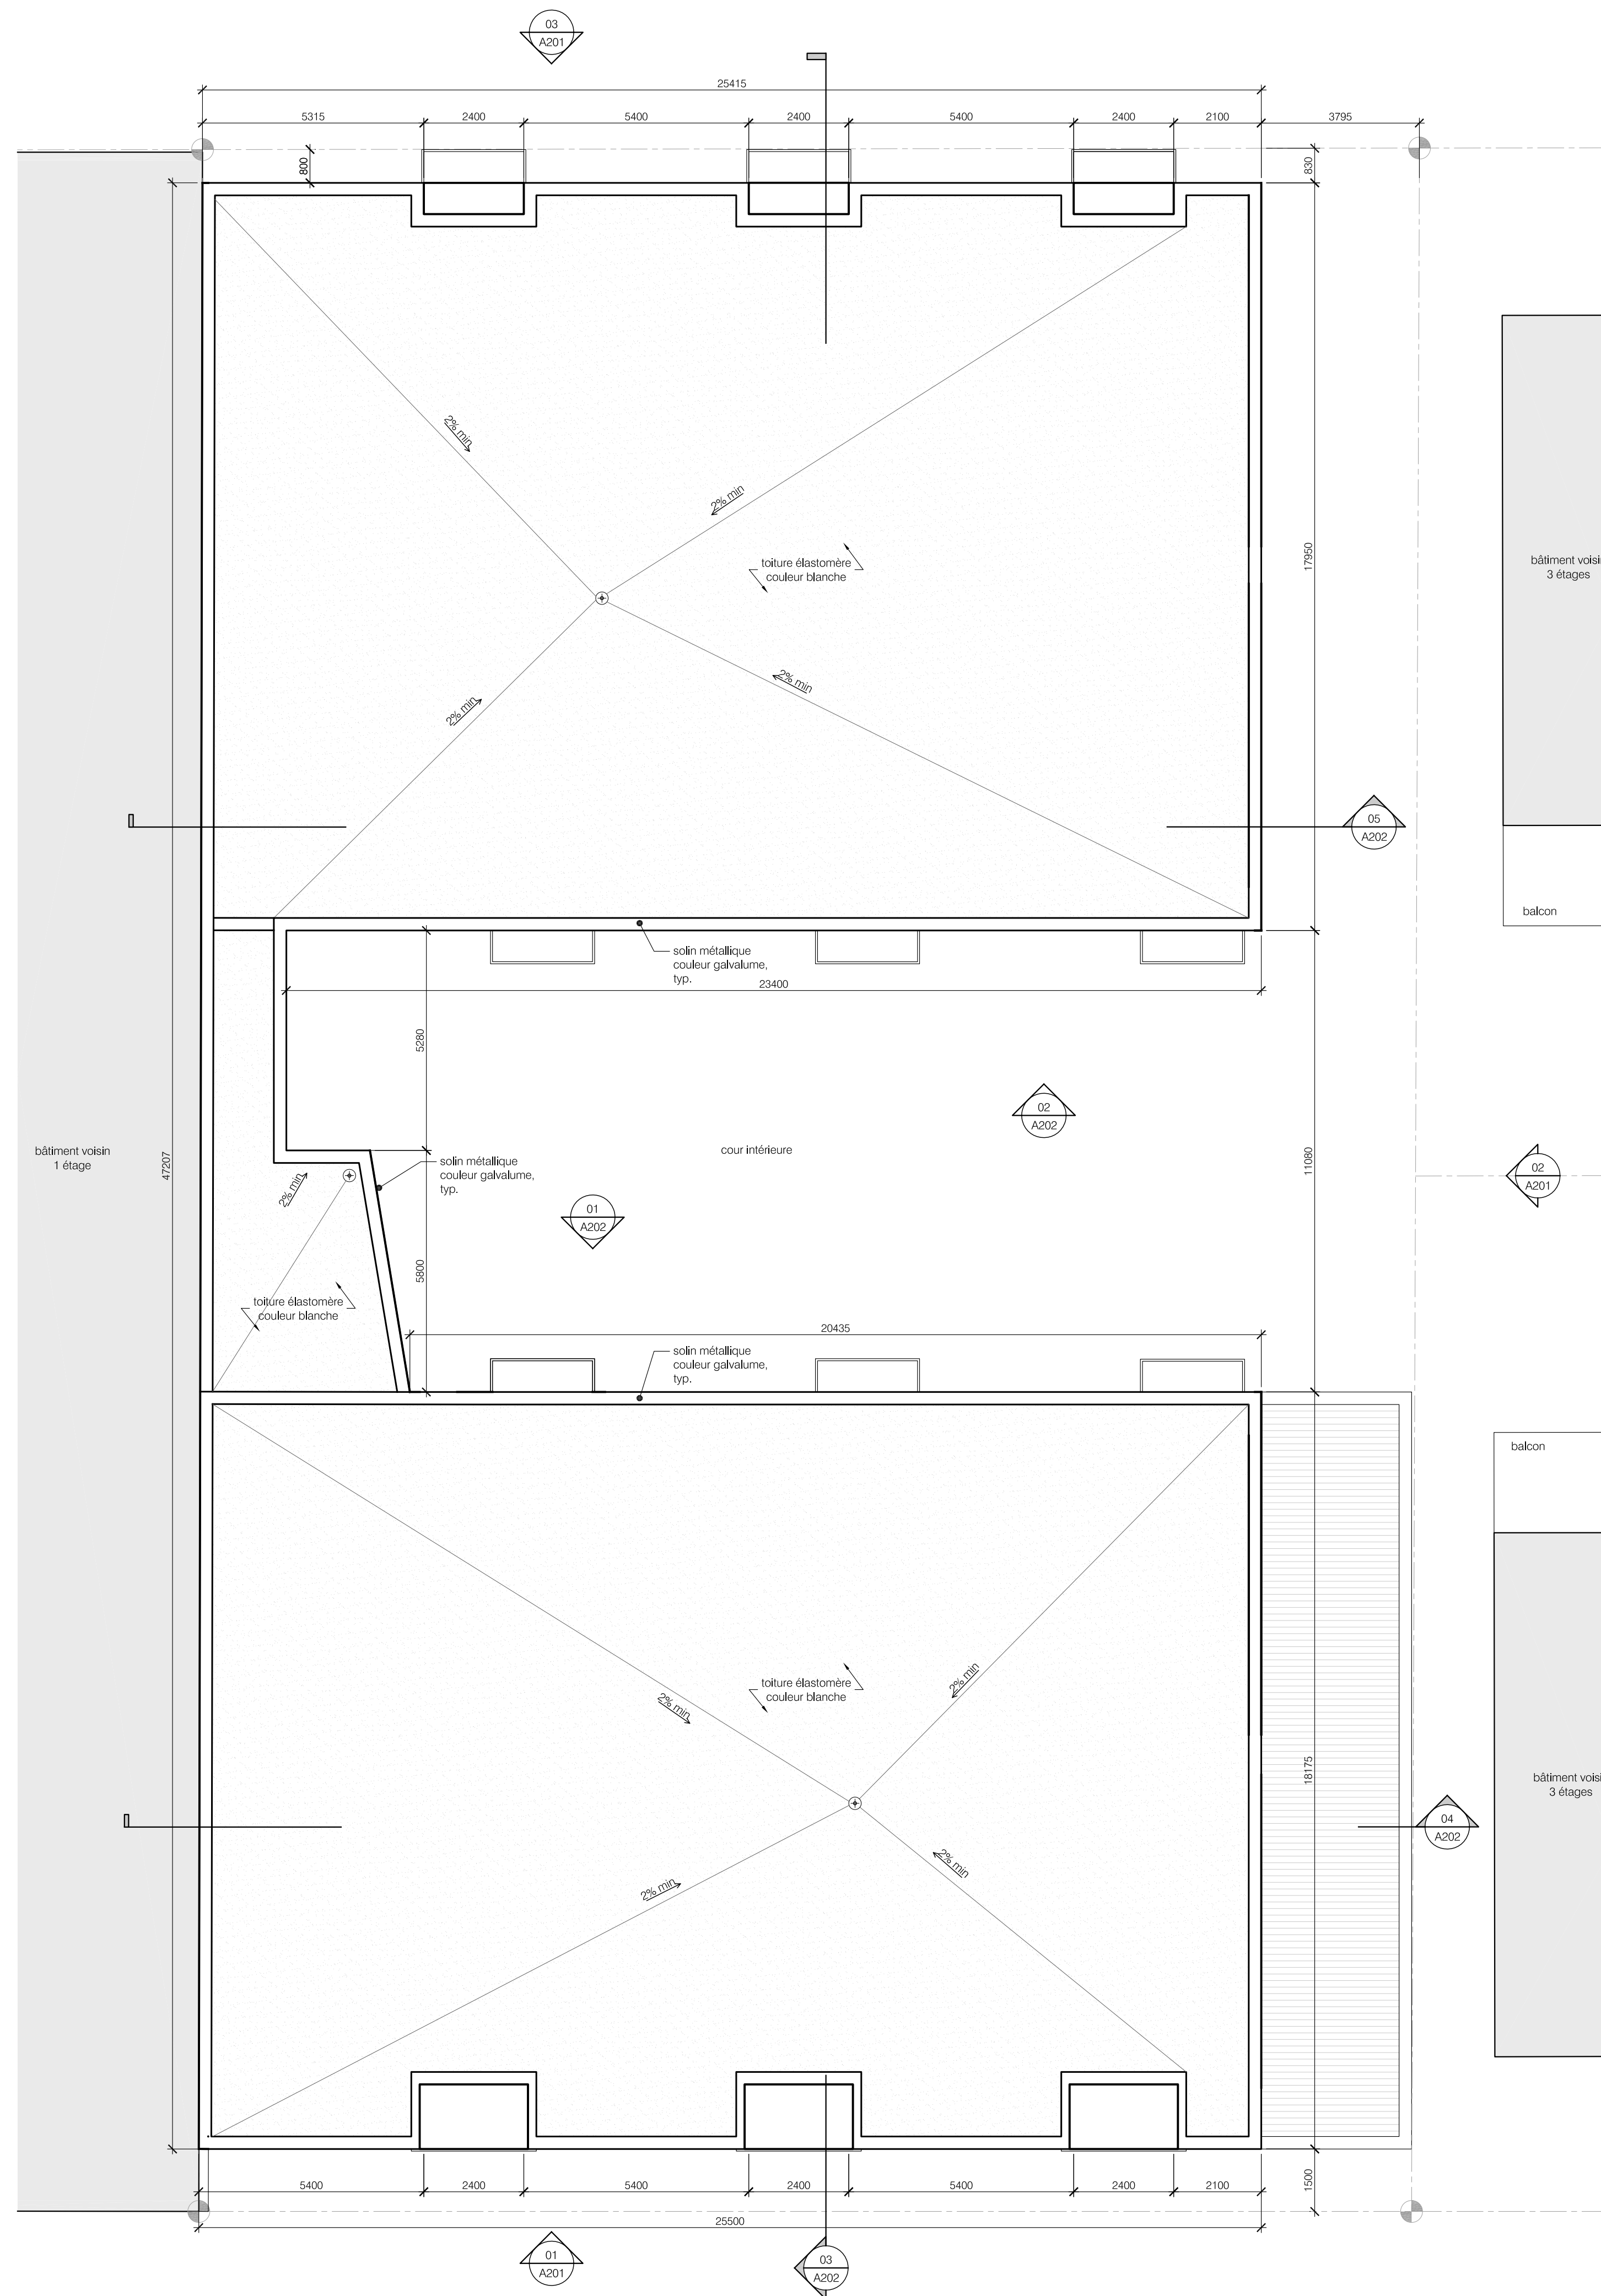 03
A201
25415
5315
2400
5400
2400
5400
2400
2100
3795
800
830
2% min
2% min
toiture élastomère
couleur blanche
17950
bâtiment voisi
3 étages
2% min
2% min
05
A202
balcon
solin métallique
couleur galvalume,
typ.
23400
5280
02
A202
bâtiment voisin
1 étage
47207
cour intérieure
solin métallique
couleur galvalume,
typ.
11080
02
A201
2% min
01
A202
5800
toiture élastomère
couleur blanche
20435
solin métallique
couleur galvalume,
typ.
balcon
toiture élastomère
couleur blanche
2% min
2% min
18175
bâtiment vois
3 étages
04
A202
2% min
2% min
5400
2400
5400
2400
5400
2400
2100
1500
25500
01
A201
03
A202